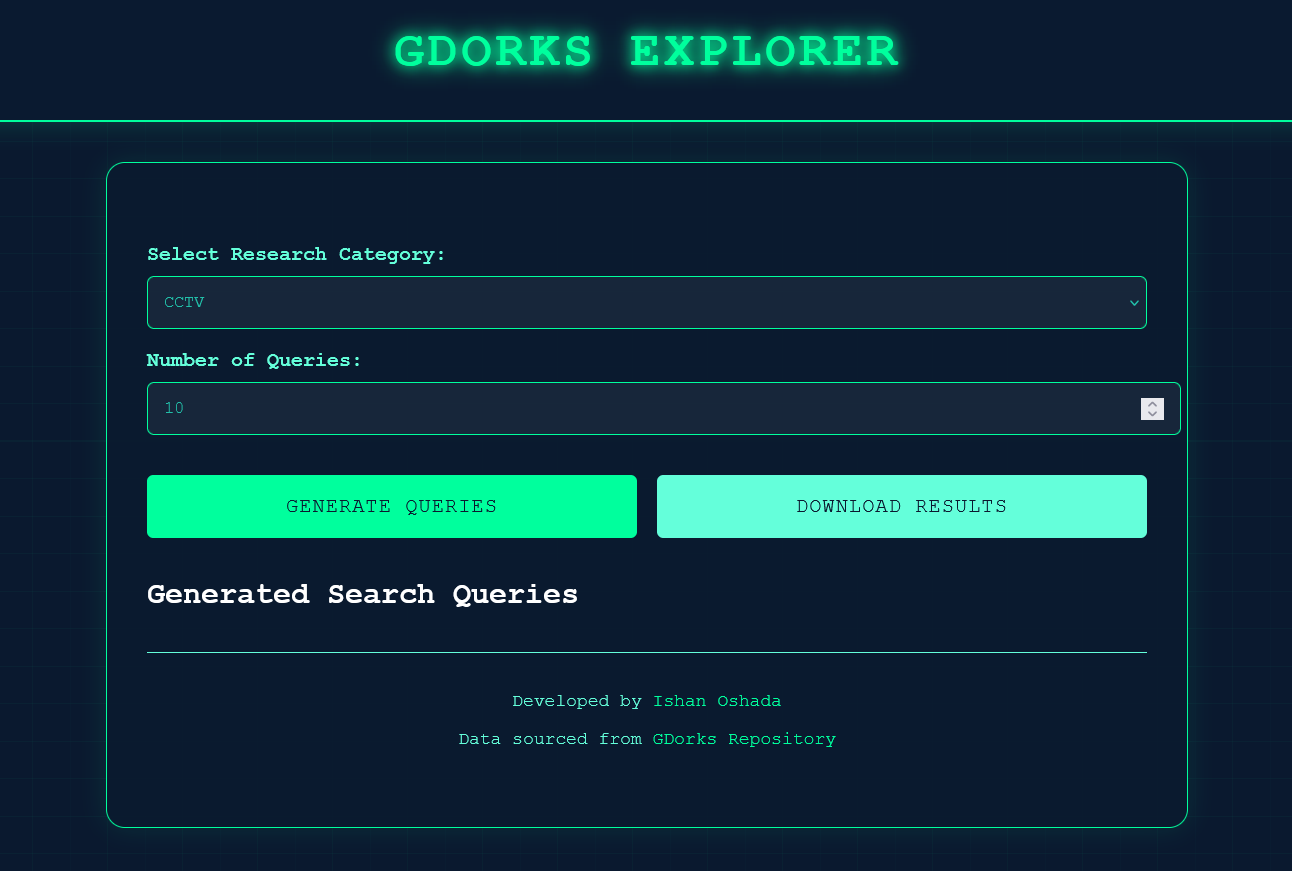 GDORKS EXPLORER
Select Research Category:
CCTV
Number of Queries:
10
GENERATE QUERIES
DOWNLOAD RESULTS
Generated Search Queries
Developed by Ishan Oshada
Data sourced from GDorks Repository